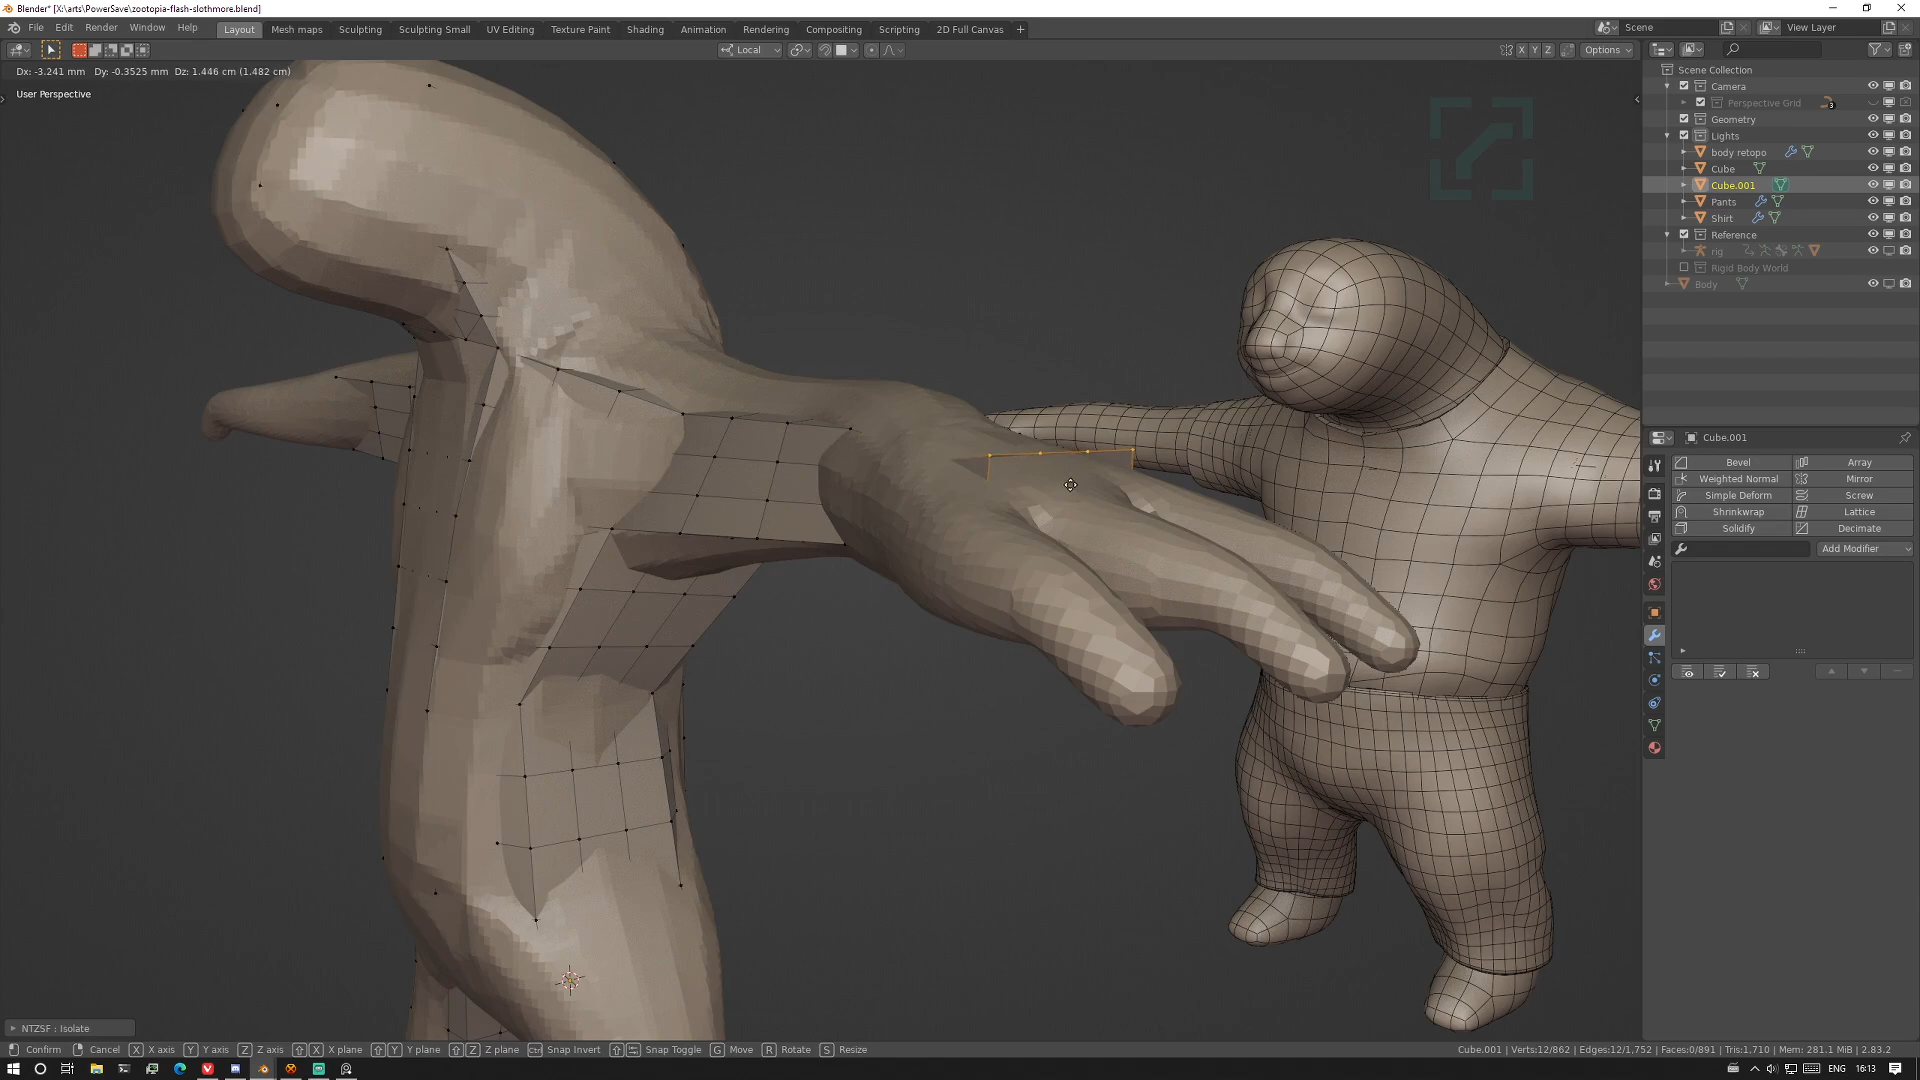 Blender* [X:\arts\PowerSave\zootopia-flash-slothmore.blend]
File Edit Render Window Help Layout Mesh maps Sculpting Sculpting Small UV Editing Texture Paint Shading Animation Rendering Compositing Scripting 2D Full Canvas + Scene View Layer
Local X Y Z Options
Dx: -3.241 mm Dy: -0.3525 mm Dz: 1.446 cm (1.482 cm)
User Perspective
Scene Collection
Camera
Perspective Grid 3
Geometry
Lights
body retopo
Cube
Cube.001
Pants
Shirt
Reference
rig
Rigid Body World
Body
Cube.001
Bevel Array
Weighted Normal Mirror
Simple Deform Screw
Shrinkwrap Lattice
Solidify Decimate
Add Modifier
NTZSF : Isolate
Confirm Cancel X X axis Y Y axis Z Z axis X X plane Y Y plane Z Z plane Ctrl Snap Invert Snap Toggle G Move R Rotate S Resize
Cube.001 | Verts:12/862 | Edges:12/1,752 | Faces:0/891 | Tris:1,710 | Mem: 281.1 MiB | 2.83.2
ENG 16:13